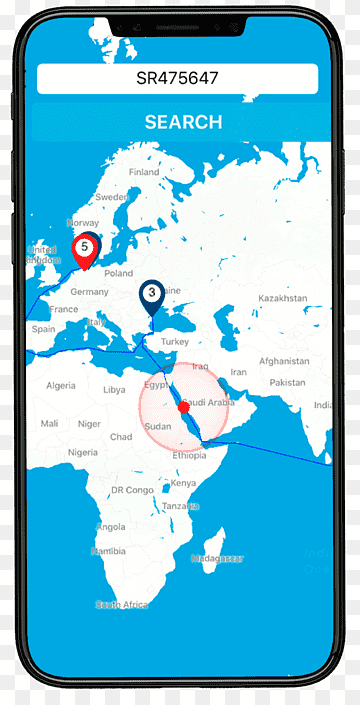 SR475647
SEARCH
Finland
Sweden
Norway
United
Kingdom
5
Poland
Germany
3
Ukraine
France
Kazakhstan
Italy
Spain
Turkey
Afghanistan
Iraq
Iran
Pakistan
Algeria
Libya
Egypt
Saudi Arabia
India
Mali
Niger
Sudan
Chad
Nigeria
Ethiopia
Kenya
DR Congo
Tanzania
Angola
Namibia
Madagascar
South Africa